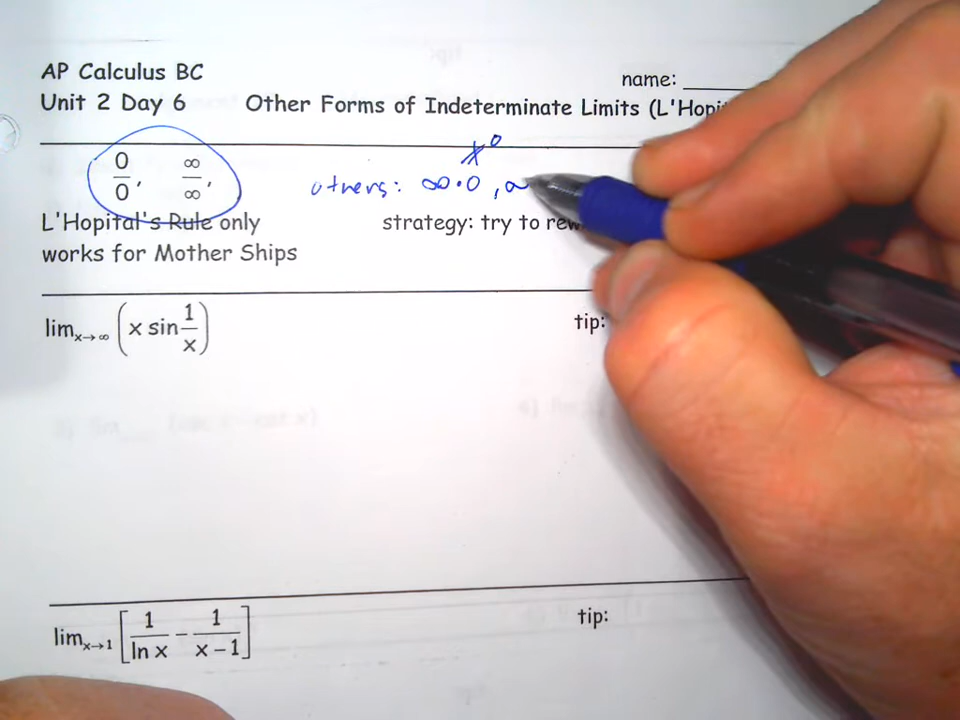 AP Calculus BC
name: ______
Unit 2 Day 6 Other Forms of Indeterminate Limits (L'Hopi
0/0, ∞/∞,
x^0
others: ∞·0, ∞
L'Hopital's Rule only
works for Mother Ships
strategy: try to rew
lim x→∞ (x sin 1/x)
tip:
lim x→1 [1/ln x − 1/x − 1]
tip: